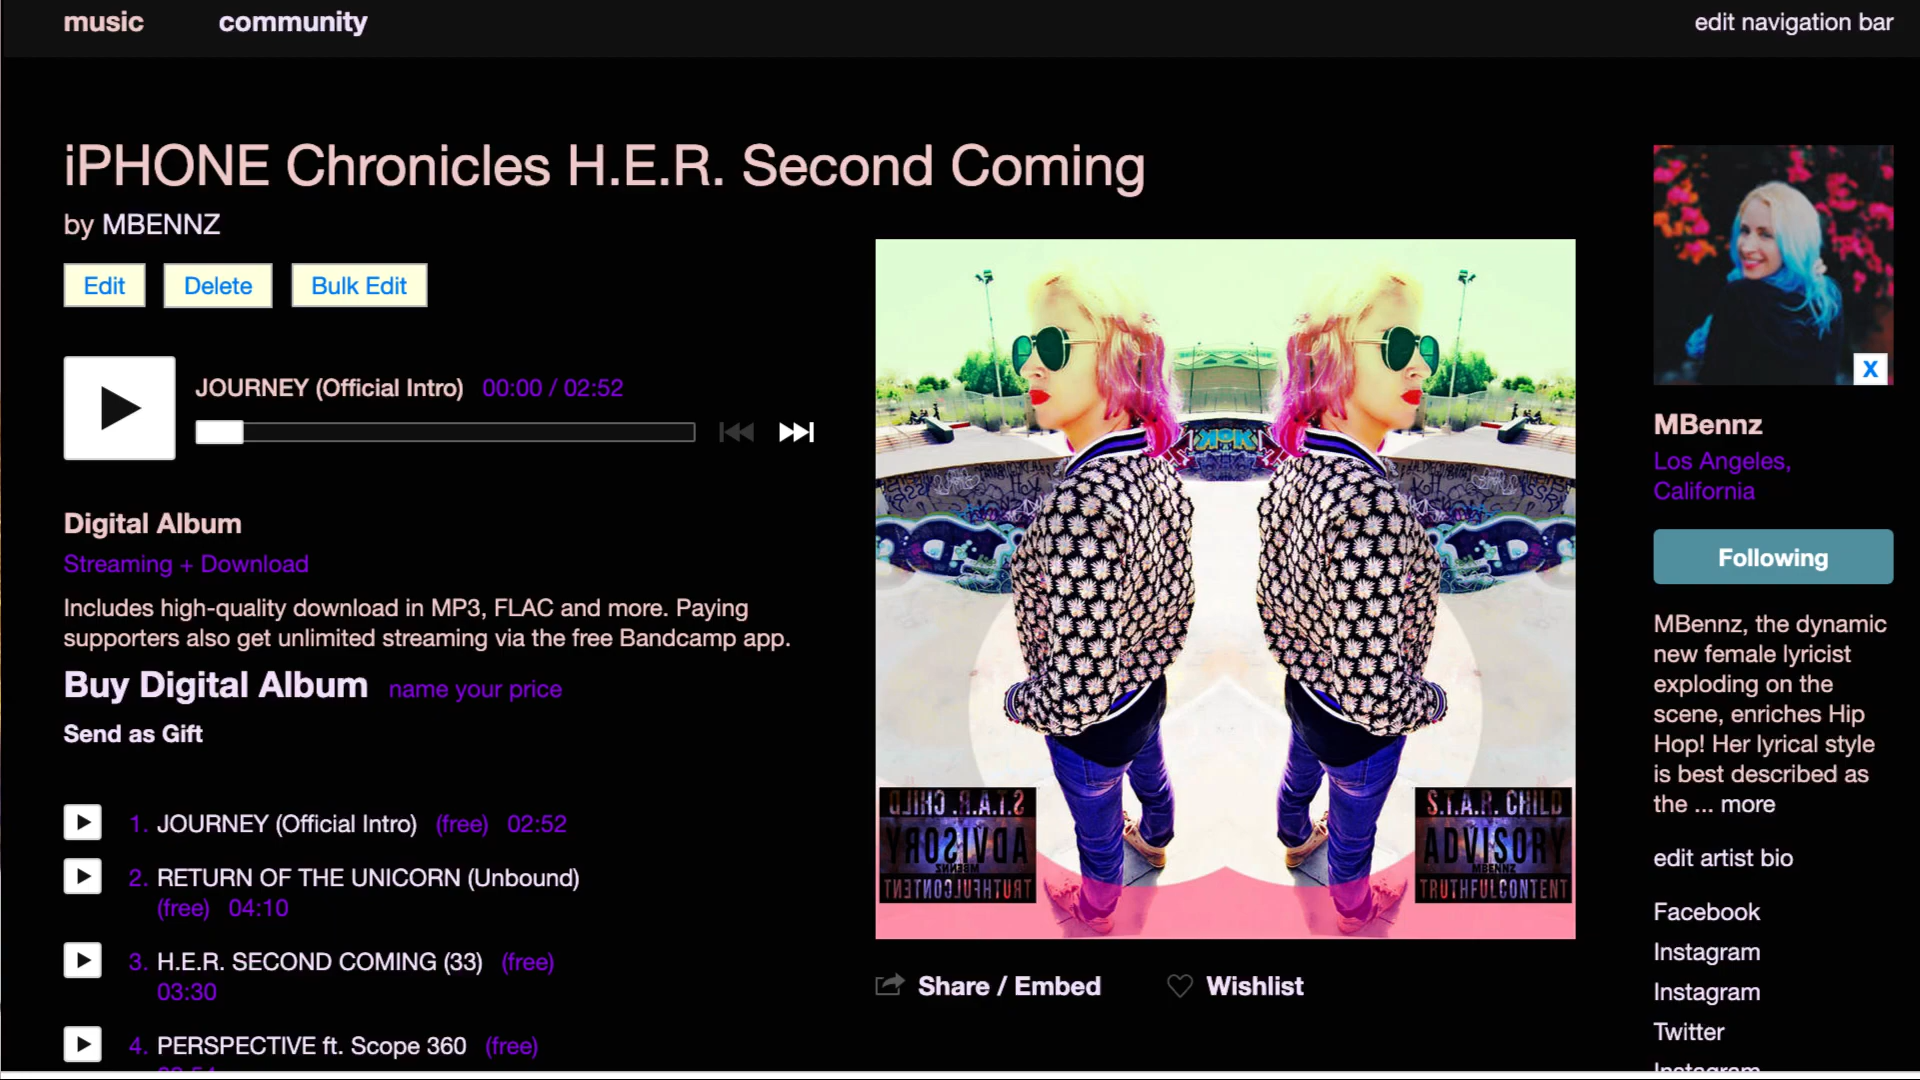 music
community
edit navigation bar
iPHONE Chronicles H.E.R. Second Coming
by MBENNZ
Edit
Delete
Bulk Edit
JOURNEY (Official Intro) 00:00 / 02:52
Digital Album
Streaming + Download
Includes high-quality download in MP3, FLAC and more. Paying
supporters also get unlimited streaming via the free Bandcamp app.
Buy Digital Album name your price
Send as Gift
1. JOURNEY (Official Intro) (free) 02:52
2. RETURN OF THE UNICORN (Unbound)
(free) 04:10
3. H.E.R. SECOND COMING (33) (free)
03:30
4. PERSPECTIVE ft. Scope 360 (free)
S.T.A.R. CHILD
ADVISORY
MBENNZ
TRUTHFULCONTENT
S.T.A.R. CHILD
ADVISORY
MBENNZ
TRUTHFULCONTENT
Share / Embed
Wishlist
X
MBennz
Los Angeles,
California
Following
MBennz, the dynamic
new female lyricist
exploding on the
scene, enriches Hip
Hop! Her lyrical style
is best described as
the ... more
edit artist bio
Facebook
Instagram
Instagram
Twitter
Instagram